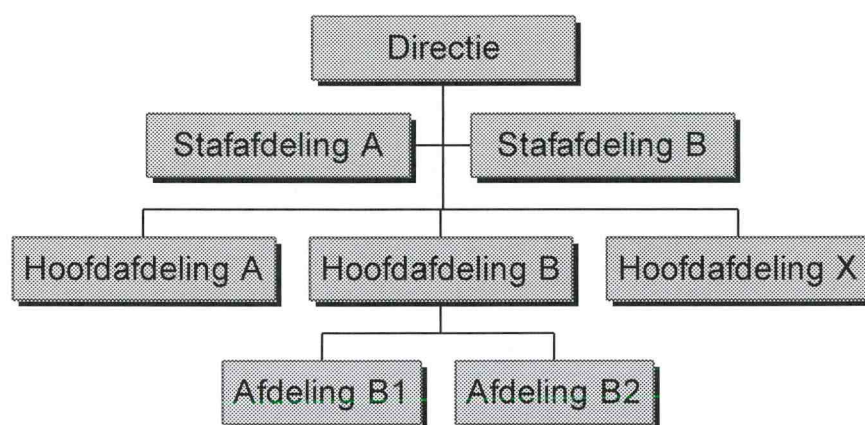 Directie
Stafafdeling A
Stafafdeling B
Hoofdafdeling A
Hoofdafdeling B
Hoofdafdeling X
Afdeling B1
Afdeling B2